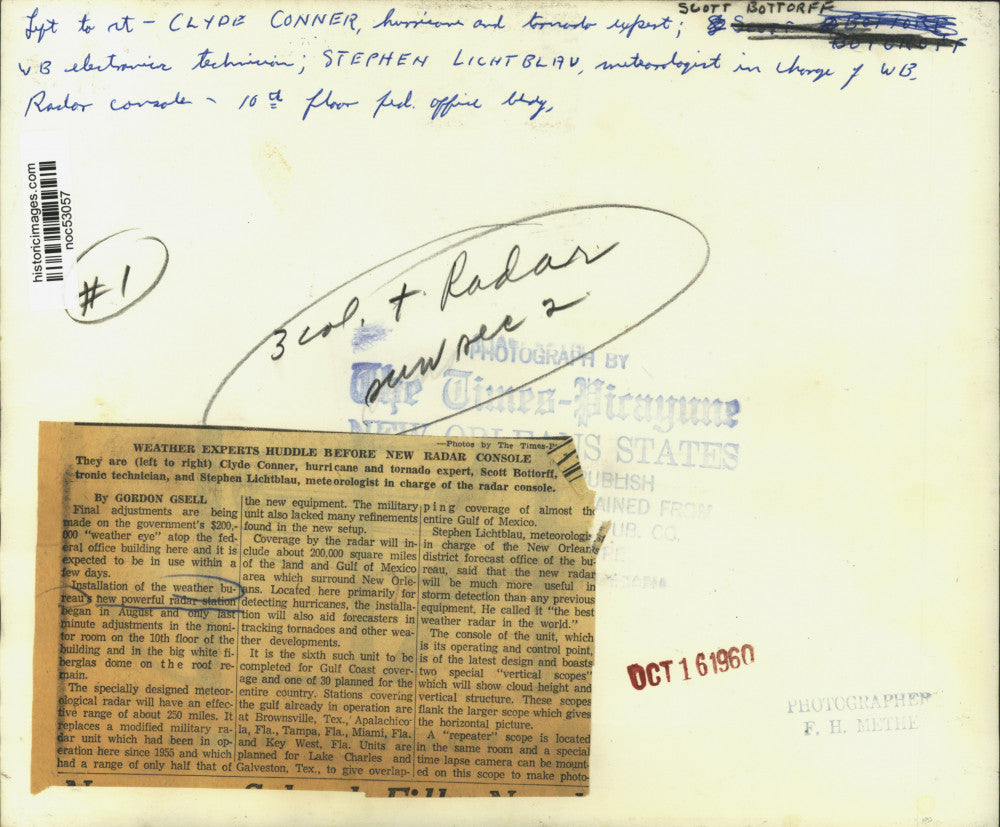 SCOTT BOTTORFF
Left to rt - CLYDE CONNER, hurricane and tornado expert;
WB electronics technician; STEPHEN LICHTBLAU, meteorologist in charge of WB.
Radar console - 10th floor fed. office bldg,
historicimages.com
noc53057
#1
3 col. + Radar
sun sec 2
PHOTOGRAPH BY
The Times-Picayune
NEW ORLEANS STATES
UBLISH
AINED FROM
UB. CO.
OCT 16 1960
PHOTOGRAPHER
F. H. METHE
—Photos by The Times-P
WEATHER EXPERTS HUDDLE BEFORE NEW RADAR CONSOLE
They are (left to right) Clyde Conner, hurricane and tornado expert, Scott Bottorff,
tronic technician, and Stephen Lichtblau, meteorologist in charge of the radar console.
By GORDON GSELL
Final adjustments are being
made on the government's $200,-
000 "weather eye" atop the fed-
eral office building here and it is
expected to be in use within a
few days.
Installation of the weather bu-
reau's new powerful radar station
began in August and only last
minute adjustments in the moni-
tor room on the 10th floor of the
building and in the big white fi-
berglas dome on the roof re-
main.
The specially designed meteor-
ological radar will have an effec-
tive range of about 250 miles. It
replaces a modified military ra-
dar unit which had been in op-
eration here since 1955 and which
had a range of only half that of
the new equipment. The military
unit also lacked many refinements
found in the new setup.
Coverage by the radar will in-
clude about 200,000 square miles
of the land and Gulf of Mexico
area which surround New Orle-
ans. Located here primarily for
detecting hurricanes, the installa-
tion will also aid forecasters in
tracking tornadoes and other wea-
ther developments.
It is the sixth such unit to be
completed for Gulf Coast cover-
age and one of 30 planned for the
entire country. Stations covering
the gulf already in operation are
at Brownsville, Tex., Apalachico-
la, Fla., Tampa, Fla., Miami, Fla.
and Key West, Fla. Units are
planned for Lake Charles and
Galveston, Tex., to give overlap-
ping coverage of almost the
entire Gulf of Mexico.
Stephen Lichtblau, meteorologis
in charge of the New Orleans
district forecast office of the bu-
reau, said that the new radar
will be much more useful in
storm detection than any previous
equipment. He called it "the best
weather radar in the world."
The console of the unit, which
is its operating and control point,
is of the latest design and boasts
two special "vertical scopes"
which will show cloud height and
vertical structure. These scopes
flank the larger scope which gives
the horizontal picture.
A "repeater" scope is located
in the same room and a special
time lapse camera can be mount-
ed on this scope to make photo-